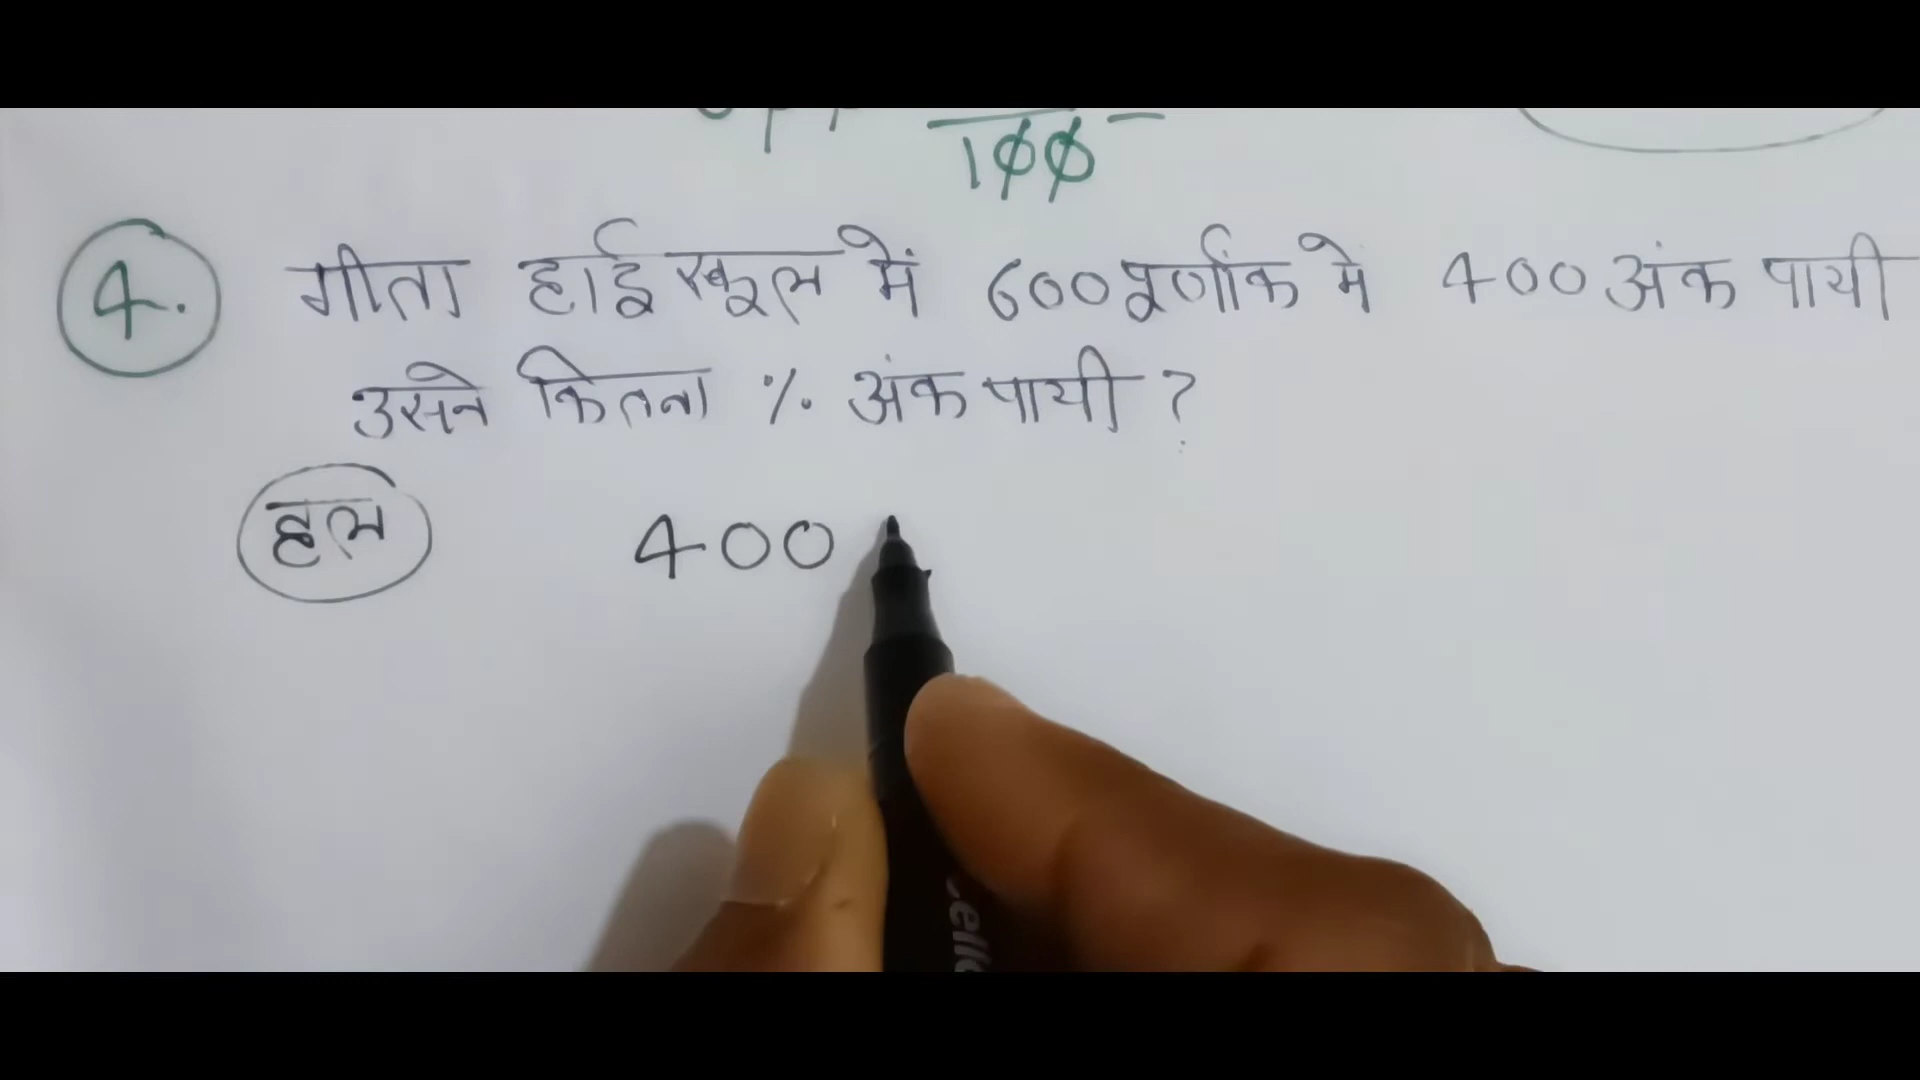 100
4. गीता हाई स्कूल में 600 पूर्णांक मे 400 अंक पायी
उसने कितना % अंक पायी ?
हल 400